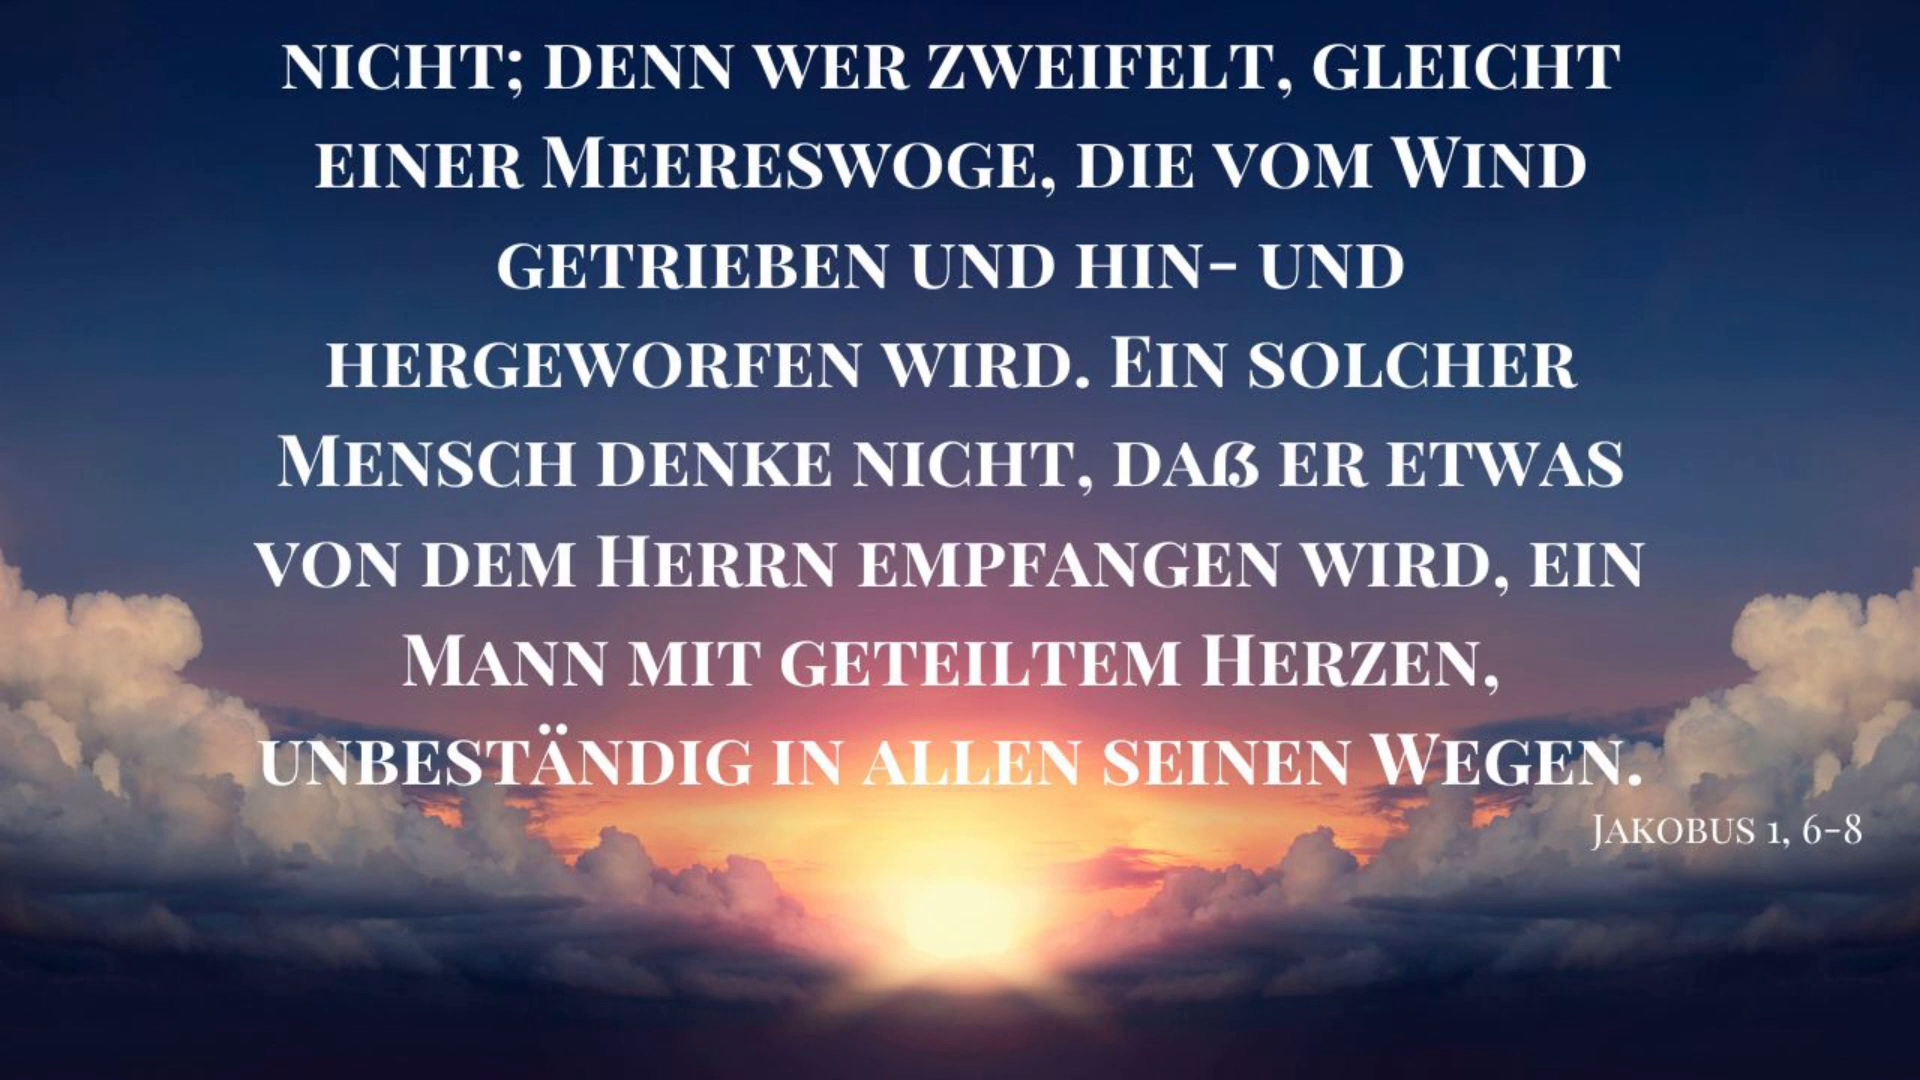 nicht; denn wer zweifelt, gleicht
einer Meereswoge, die vom Wind
getrieben und hin- und
hergeworfen wird. Ein solcher
Mensch denke nicht, daß er etwas
von dem Herrn empfangen wird, ein
Mann mit geteiltem Herzen,
unbeständig in allen seinen Wegen.
Jakobus 1, 6-8